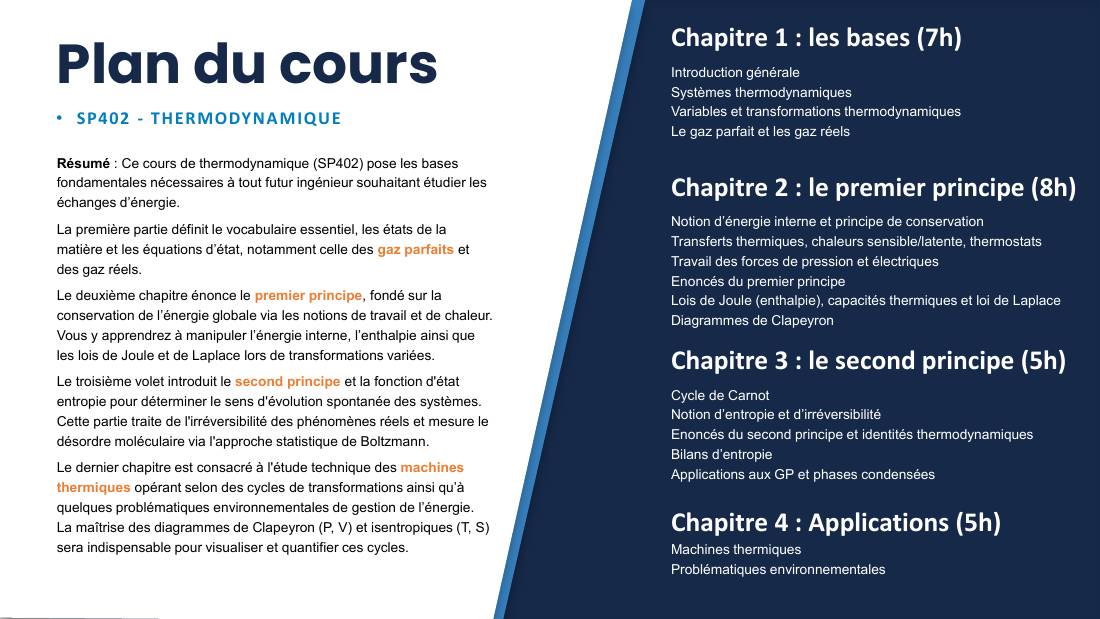 Plan du cours
• SP402 - THERMODYNAMIQUE
Résumé : Ce cours de thermodynamique (SP402) pose les bases
fondamentales nécessaires à tout futur ingénieur souhaitant étudier les
échanges d’énergie.
La première partie définit le vocabulaire essentiel, les états de la
matière et les équations d’état, notamment celle des gaz parfaits et
des gaz réels.
Le deuxième chapitre énonce le premier principe, fondé sur la
conservation de l’énergie globale via les notions de travail et de chaleur.
Vous y apprendrez à manipuler l’énergie interne, l’enthalpie ainsi que
les lois de Joule et de Laplace lors de transformations variées.
Le troisième volet introduit le second principe et la fonction d'état
entropie pour déterminer le sens d'évolution spontanée des systèmes.
Cette partie traite de l'irréversibilité des phénomènes réels et mesure le
désordre moléculaire via l'approche statistique de Boltzmann.
Le dernier chapitre est consacré à l'étude technique des machines
thermiques opérant selon des cycles de transformations ainsi qu’à
quelques problématiques environnementales de gestion de l’énergie.
La maîtrise des diagrammes de Clapeyron (P, V) et isentropiques (T, S)
sera indispensable pour visualiser et quantifier ces cycles.
Chapitre 1 : les bases (7h)
Introduction générale
Systèmes thermodynamiques
Variables et transformations thermodynamiques
Le gaz parfait et les gaz réels
Chapitre 2 : le premier principe (8h)
Notion d’énergie interne et principe de conservation
Transferts thermiques, chaleurs sensible/latente, thermostats
Travail des forces de pression et électriques
Enoncés du premier principe
Lois de Joule (enthalpie), capacités thermiques et loi de Laplace
Diagrammes de Clapeyron
Chapitre 3 : le second principe (5h)
Cycle de Carnot
Notion d’entropie et d’irréversibilité
Enoncés du second principe et identités thermodynamiques
Bilans d’entropie
Applications aux GP et phases condensées
Chapitre 4 : Applications (5h)
Machines thermiques
Problématiques environnementales